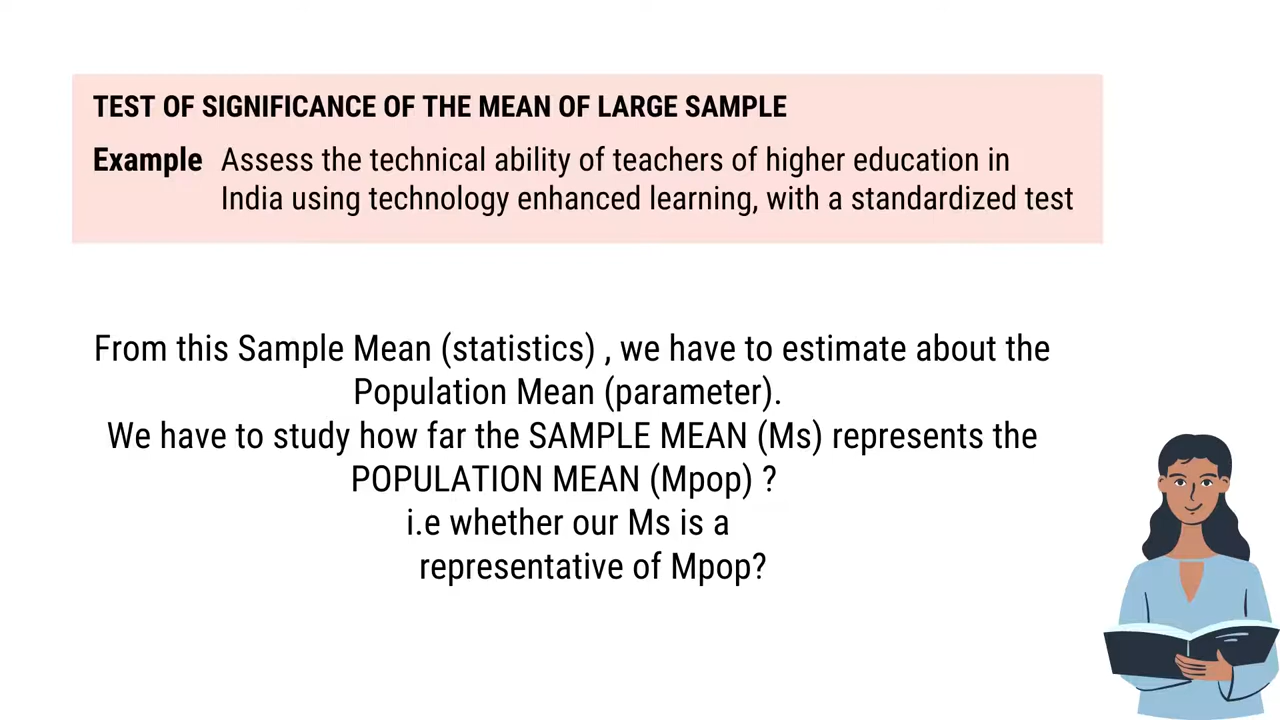 TEST OF SIGNIFICANCE OF THE MEAN OF LARGE SAMPLE
Example Assess the technical ability of teachers of higher education in
India using technology enhanced learning, with a standardized test
From this Sample Mean (statistics) , we have to estimate about the
Population Mean (parameter).
We have to study how far the SAMPLE MEAN (Ms) represents the
POPULATION MEAN (Mpop) ?
i.e whether our Ms is a
representative of Mpop?